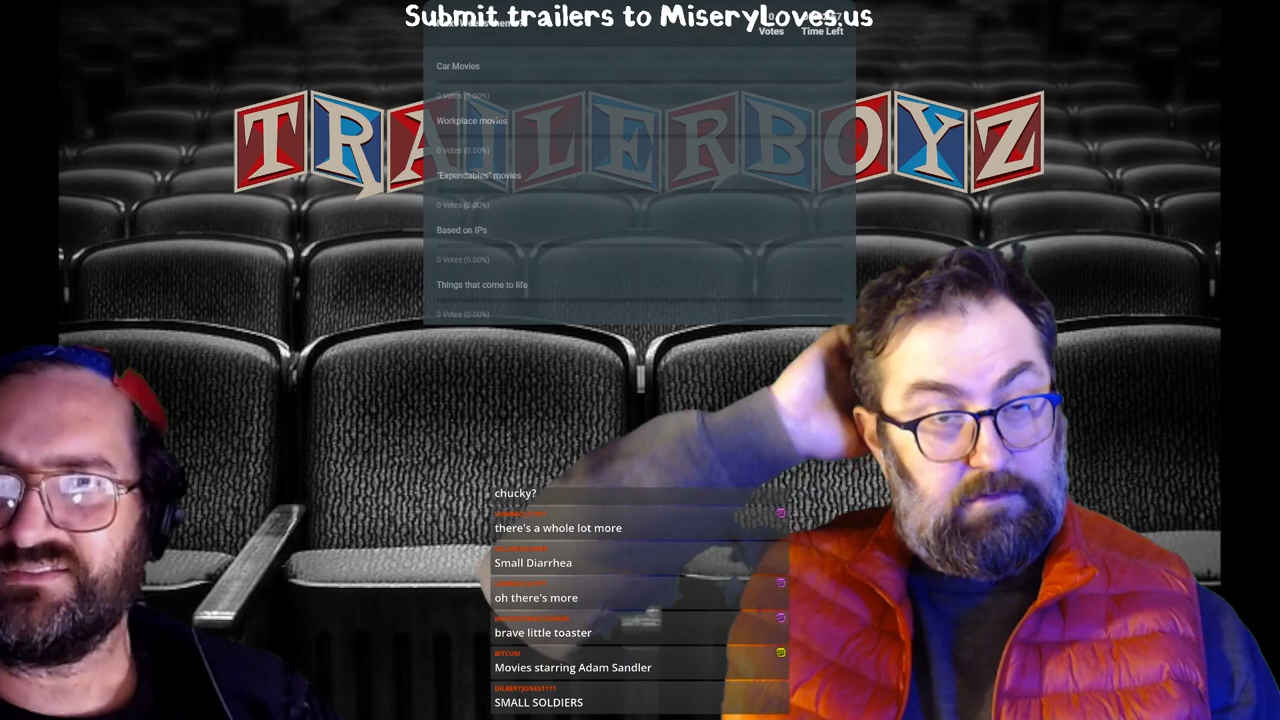 Submit trailers to MiseryLoves.us
Votes
Time Left
Car Movies
0 Votes (0.00%)
Workplace movies
0 Votes (0.00%)
"Expendables" movies
0 Votes (0.00%)
Based on IPs
0 Votes (0.00%)
Things that come to life
0 Votes (0.00%)
TRAILERBOYZ
chucky?
there's a whole lot more
Small Diarrhea
oh there's more
brave little toaster
BITCUM
Movies starring Adam Sandler
GILBERTJONES1111
SMALL SOLDIERS